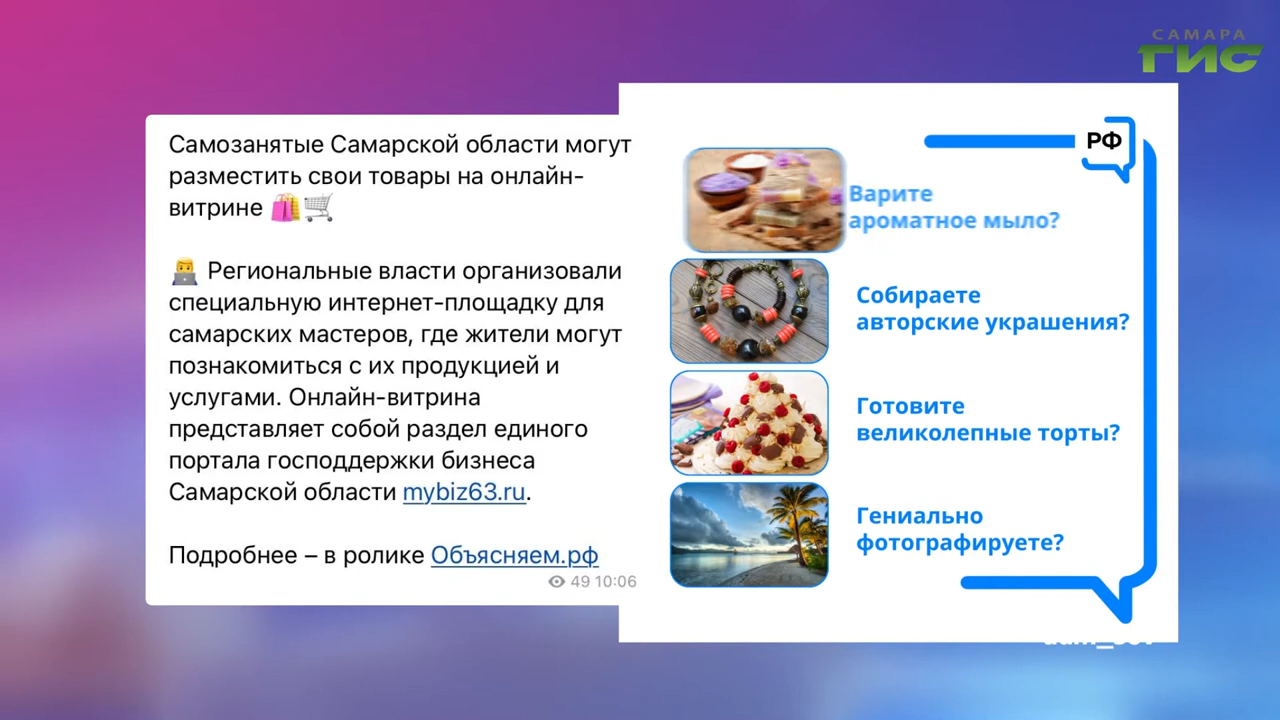 САМАРА
ГИС
Самозанятые Самарской области могут
разместить свои товары на онлайн-
витрине 🛍️🛒
👨‍💻 Региональные власти организовали
специальную интернет-площадку для
самарских мастеров, где жители могут
познакомиться с их продукцией и
услугами. Онлайн-витрина
представляет собой раздел единого
портала господдержки бизнеса
Самарской области mybiz63.ru.
Подробнее – в ролике Объясняем.рф
49 10:06
РФ
Варите
ароматное мыло?
Собираете
авторские украшения?
Готовите
великолепные торты?
Гениально
фотографируете?